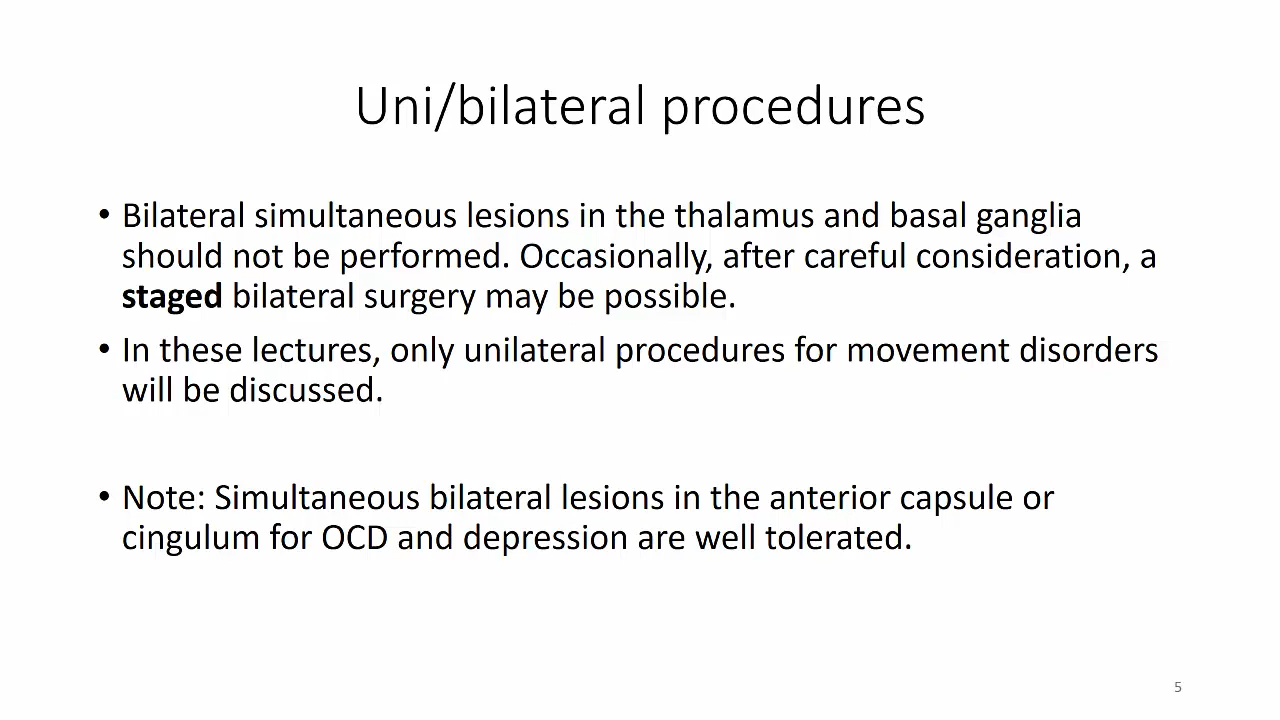 Uni/bilateral procedures
• Bilateral simultaneous lesions in the thalamus and basal ganglia
should not be performed. Occasionally, after careful consideration, a
staged bilateral surgery may be possible.
• In these lectures, only unilateral procedures for movement disorders
will be discussed.
• Note: Simultaneous bilateral lesions in the anterior capsule or
cingulum for OCD and depression are well tolerated.
5